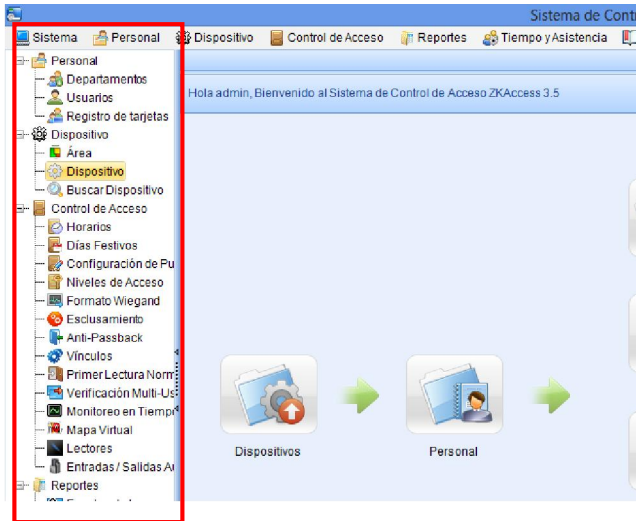 Sistema de Contr
Sistema Personal Dispositivo Control de Acceso Reportes Tiempo y Asistencia
Personal
Departamentos
Usuarios
Registro de tarjetas
Dispositivo
Área
Dispositivo
Buscar Dispositivo
Control de Acceso
Horarios
Días Festivos
Configuración de Pu
Niveles de Acceso
Formato Wiegand
Esclusamiento
Anti-Passback
Vínculos
Primer Lectura Norm
Verificación Multi-Us
Monitoreo en Tiemp
Mapa Virtual
Lectores
Entradas / Salidas Au
Reportes
Hola admin, Bienvenido al Sistema de Control de Acceso ZKAccess 3.5
Dispositivos
Personal